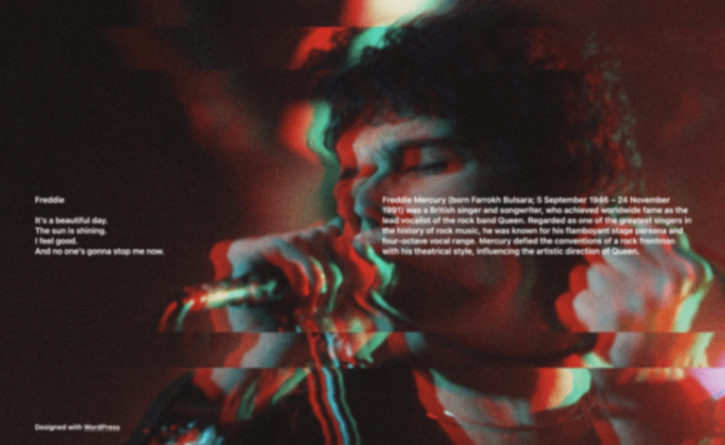 Freddie
It's a beautiful day.
The sun is shining.
I feel good.
And no one's gonna stop me now.
Freddie Mercury (born Farrokh Bulsara; 5 September 1946 – 24 November
1991) was a British singer and songwriter, who achieved worldwide fame as the
lead vocalist of the rock band Queen. Regarded as one of the greatest singers in
the history of rock music, he was known for his flamboyant stage persona and
four-octave vocal range. Mercury defied the conventions of a rock frontman
with his theatrical style, influencing the artistic direction of Queen.
Designed with WordPress